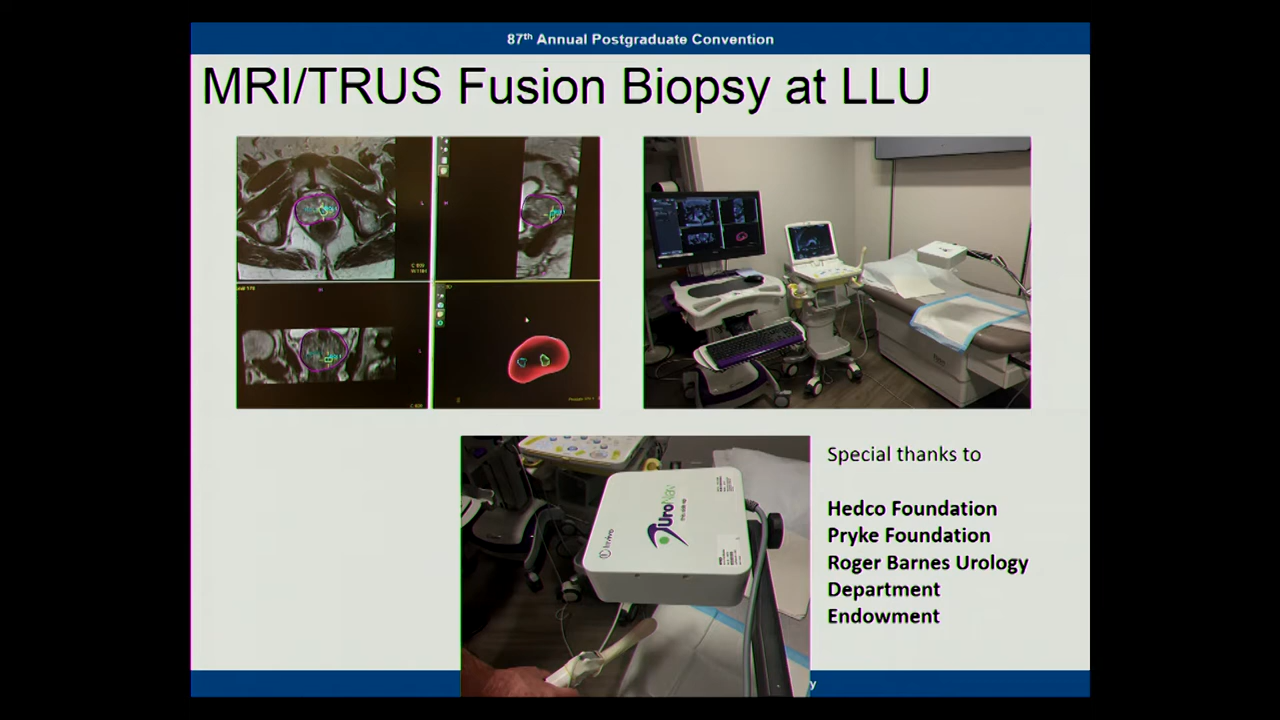 87th Annual Postgraduate Convention
MRI/TRUS Fusion Biopsy at LLU
UroNav
Invivo
Special thanks to
Hedco Foundation
Pryke Foundation
Roger Barnes Urology
Department
Endowment
y